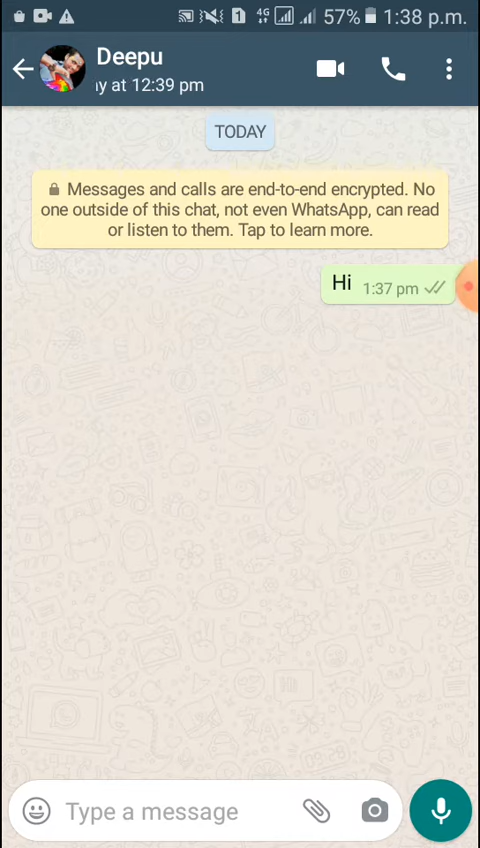 1 4G 57% 1:38 p.m.
Deepu
y at 12:39 pm
TODAY
Messages and calls are end-to-end encrypted. No
one outside of this chat, not even WhatsApp, can read
or listen to them. Tap to learn more.
Hi 1:37 pm
Type a message